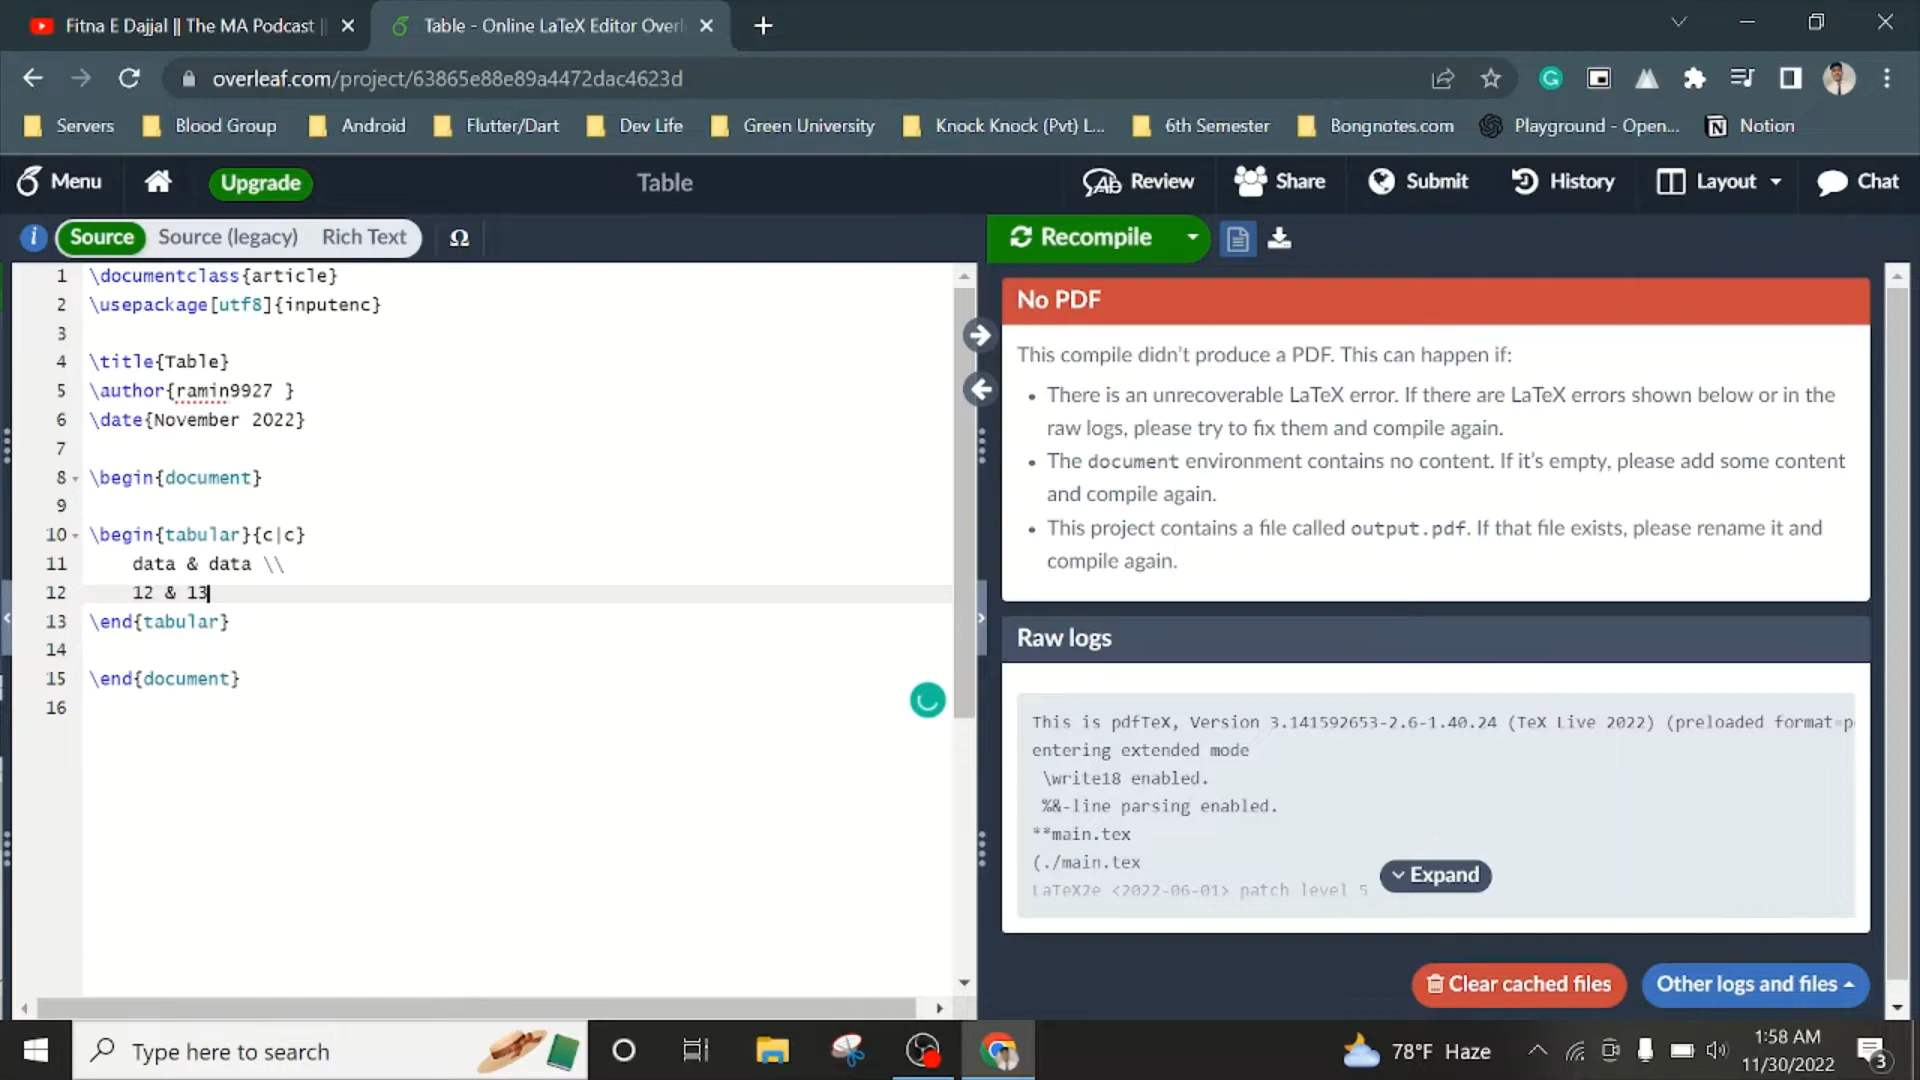 Fitna E Dajjal || The MA Podcast ||
Table - Online LaTeX Editor Overl
overleaf.com/project/63865e88e89a4472dac4623d
Servers
Blood Group
Android
Flutter/Dart
Dev Life
Green University
Knock Knock (Pvt) L...
6th Semester
Bongnotes.com
Playground - Open...
Notion
Menu
Upgrade
Table
Review
Share
Submit
History
Layout
Chat
Source
Source (legacy)
Rich Text
Ω
Recompile
1 \documentclass{article}
2 \usepackage[utf8]{inputenc}
3
4 \title{Table}
5 \author{ramin9927 }
6 \date{November 2022}
7
8 \begin{document}
9
10 \begin{tabular}{c|c}
11 data & data \\
12 12 & 13
13 \end{tabular}
14
15 \end{document}
16
No PDF
This compile didn't produce a PDF. This can happen if:
• There is an unrecoverable LaTeX error. If there are LaTeX errors shown below or in the
raw logs, please try to fix them and compile again.
• The document environment contains no content. If it's empty, please add some content
and compile again.
• This project contains a file called output.pdf. If that file exists, please rename it and
compile again.
Raw logs
This is pdfTeX, Version 3.141592653-2.6-1.40.24 (TeX Live 2022) (preloaded format=p
entering extended mode
\write18 enabled.
%&-line parsing enabled.
**main.tex
(./main.tex
LaTeX2e <2022-06-01> patch level 5
Expand
Clear cached files
Other logs and files
Type here to search
78°F Haze
1:58 AM
11/30/2022
3